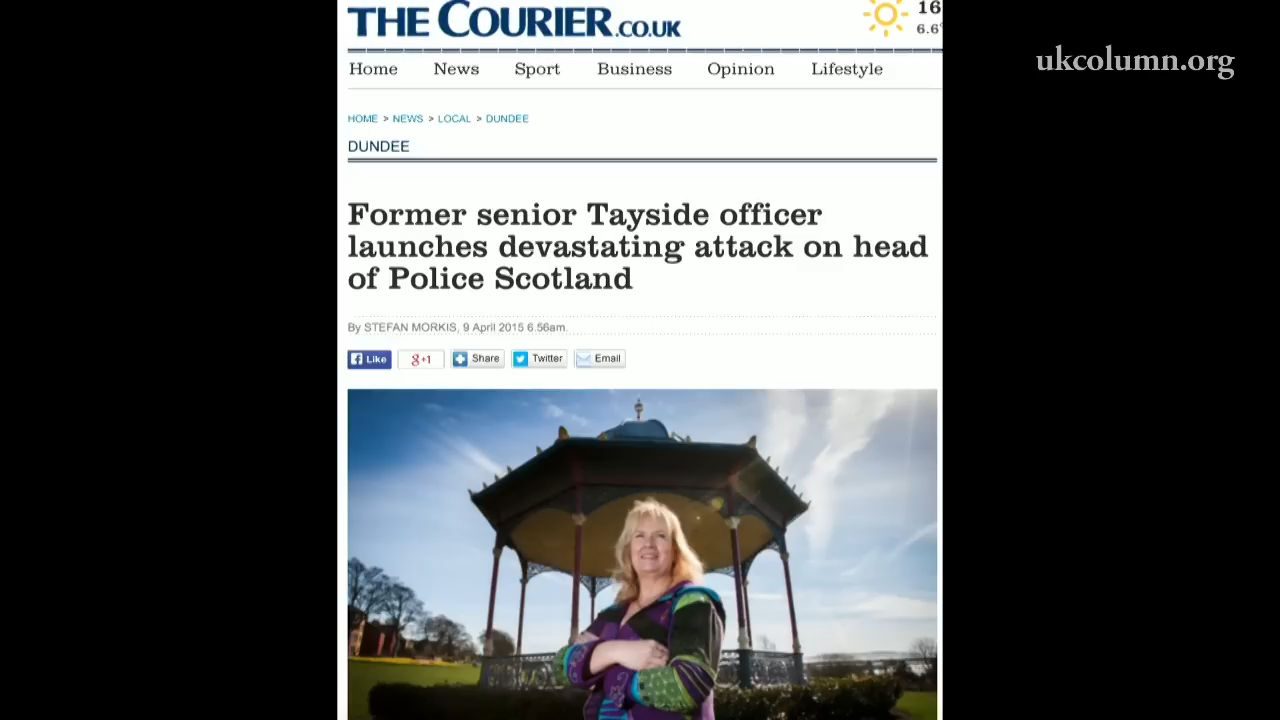 THE COURIER.CO.UK
16
6.6°
ukcolumn.org
Home News Sport Business Opinion Lifestyle
HOME > NEWS > LOCAL > DUNDEE
DUNDEE
Former senior Tayside officer
launches devastating attack on head
of Police Scotland
By STEFAN MORKIS, 9 April 2015 6.56am.
Like g+1 Share Twitter Email